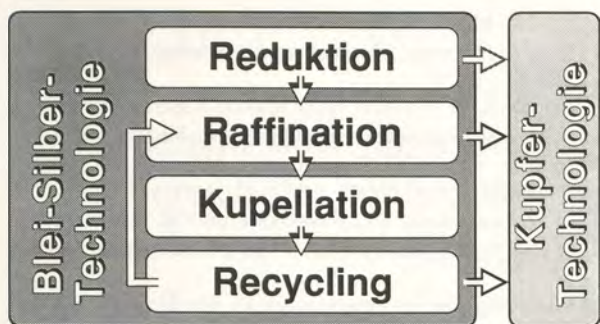 Blei-Silber-
Technologie
Reduktion
Raffination
Kupellation
Recycling
Kupfer-
Technologie